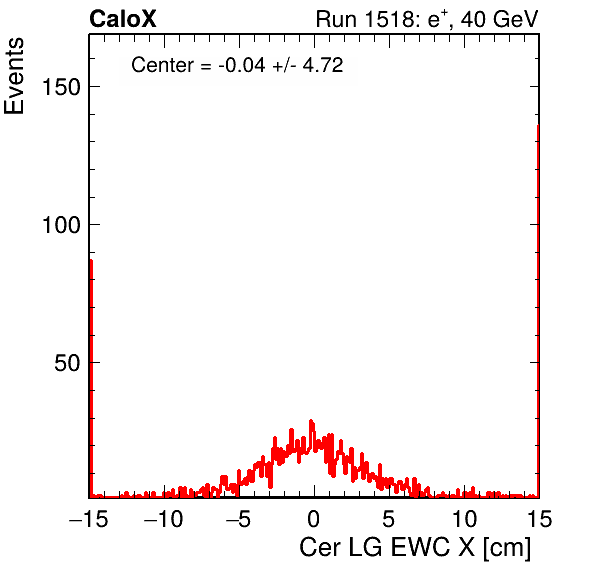 CaloX Run 1518: e+, 40 GeV
Center = -0.04 +/- 4.72
Events
150
100
50
−15 −10 −5 0 5 10 15
Cer LG EWC X [cm]